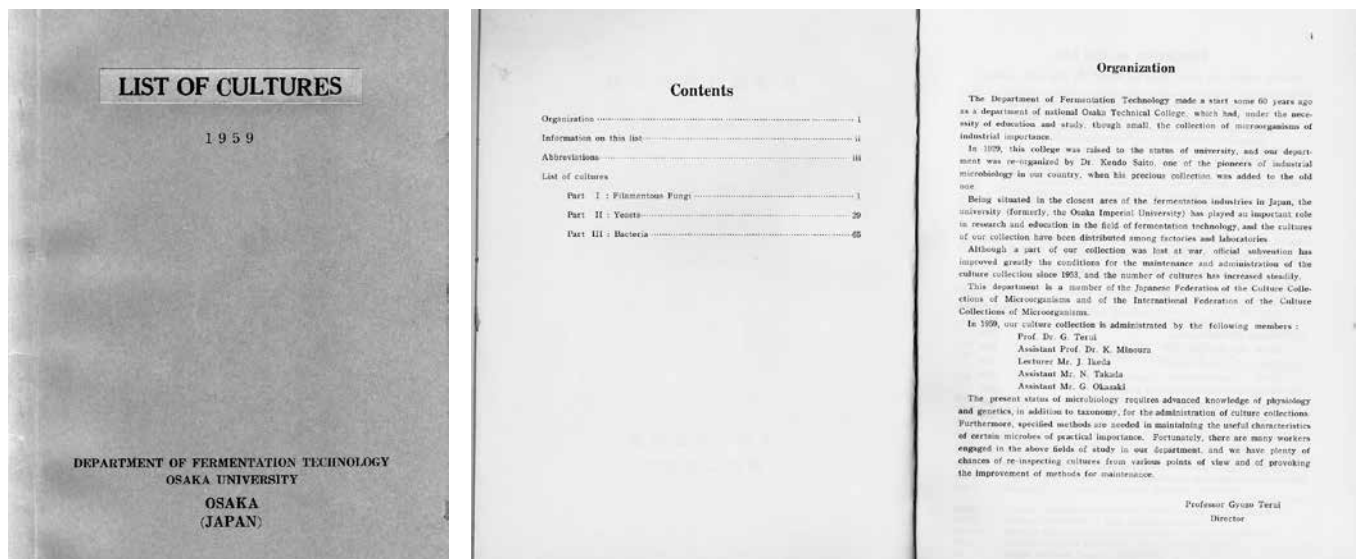 LIST OF CULTURES
1959
DEPARTMENT OF FERMENTATION TECHNOLOGY
OSAKA UNIVERSITY
OSAKA
(JAPAN)
Contents
Organization i
Information on this list ii
Abbreviations iii
List of cultures
Part I : Filamentous Fungi 1
Part II : Yeasts 29
Part III : Bacteria 65
i
Organization
The Department of Fermentation Technology made a start some 60 years ago
as a department of national Osaka Technical College, which had, under the nece-
ssity of education and study, though small, the collection of microorganisms of
industrial importance.
In 1929, this college was raised to the status of university, and our depart-
ment was re-organized by Dr. Kendo Saito, one of the pioneers of industrial
microbiology in our country, when his precious collection was added to the old
one.
Being situated in the closest area of the fermentation industries in Japan, the
university (formerly, the Osaka Imperial University) has played an important role
in research and education in the field of fermentation technology, and the cultures
of our collection have been distributed among factories and laboratories.
Although a part of our collection was lost at war, official subvention has
improved greatly the conditions for the maintenance and administration of the
culture collection since 1953, and the number of cultures has increased steadily.
This department is a member of the Japanese Federation of the Culture Colle-
ctions of Microorganisms and of the International Federation of the Culture
Collections of Microorganisms.
In 1959, our culture collection is administrated by the following members :
Prof. Dr. G. Terui
Assistant Prof. Dr. K. Minoura
Lecturer Mr. J. Ikeda
Assistant Mr. N. Takada
Assistant Mr. G. Okazaki
The present status of microbiology requires advanced knowledge of physiology
and genetics, in addition to taxonomy, for the administration of culture collections.
Furthermore, specified methods are needed in maintaining the useful characteristics
of certain microbes of practical importance. Fortunately, there are many workers
engaged in the above fields of study in our department, and we have plenty of
chances of re-inspecting cultures from various points of view and of provoking
the improvement of methods for maintenance.
Professor Gyozo Terui
Director